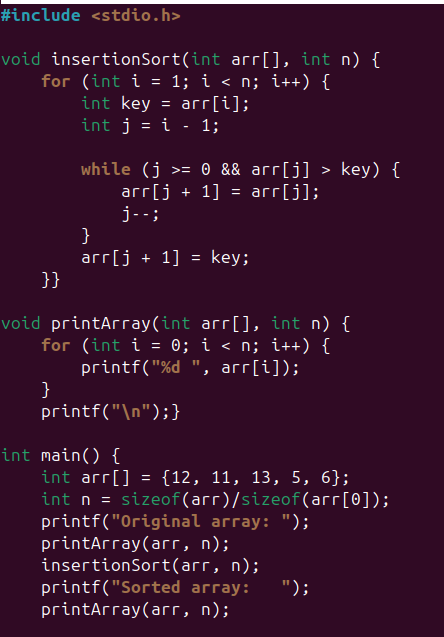 #include <stdio.h>

void insertionSort(int arr[], int n) {
    for (int i = 1; i < n; i++) {
        int key = arr[i];
        int j = i - 1;

        while (j >= 0 && arr[j] > key) {
            arr[j + 1] = arr[j];
            j--;
        }
        arr[j + 1] = key;
    }}

void printArray(int arr[], int n) {
    for (int i = 0; i < n; i++) {
        printf("%d ", arr[i]);
    }
    printf("\n");}

int main() {
    int arr[] = {12, 11, 13, 5, 6};
    int n = sizeof(arr)/sizeof(arr[0]);
    printf("Original array: ");
    printArray(arr, n);
    insertionSort(arr, n);
    printf("Sorted array:   ");
    printArray(arr, n);